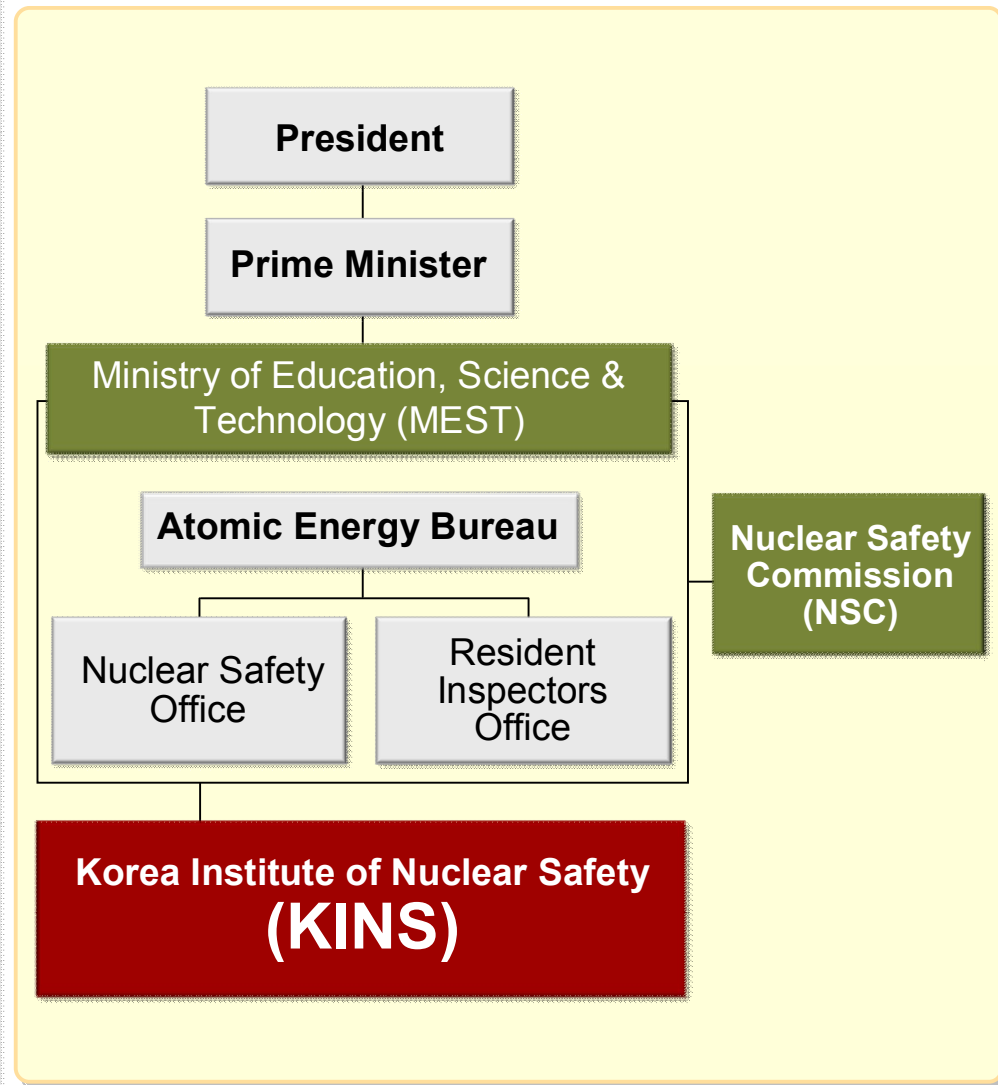 President
Prime Minister
Ministry of Education, Science &
Technology (MEST)
Atomic Energy Bureau
Nuclear Safety
Commission
(NSC)
Nuclear Safety
Office
Resident
Inspectors
Office
Korea Institute of Nuclear Safety
(KINS)